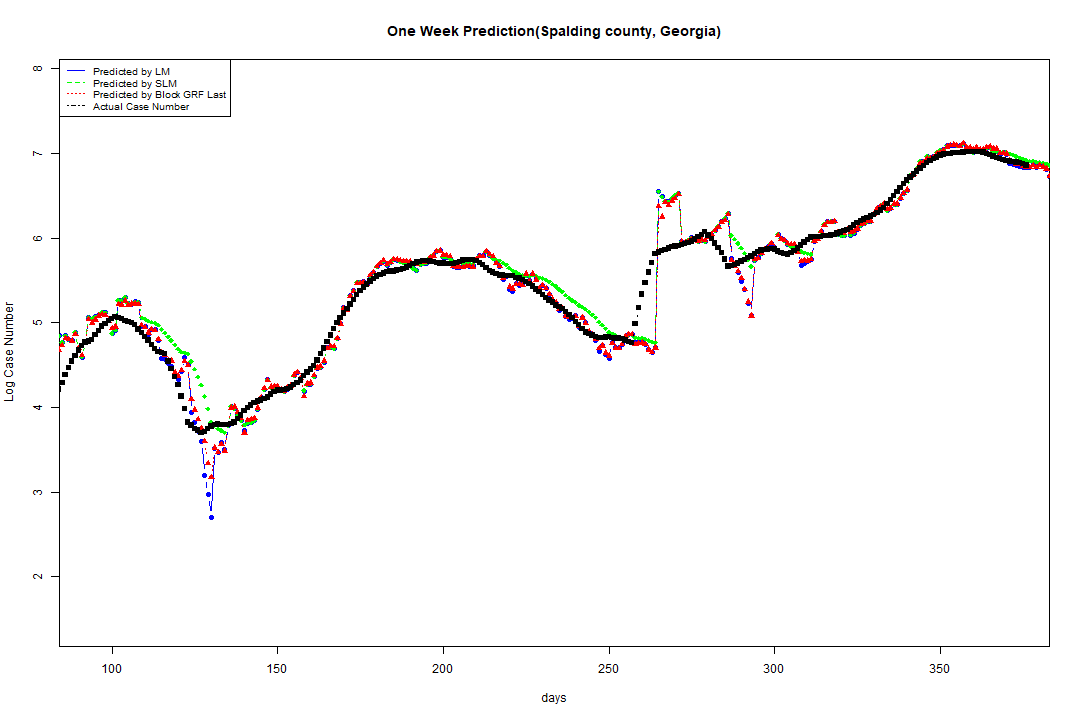 One Week Prediction(Spalding county, Georgia)
8
Predicted by LM
Predicted by SLM
Predicted by Block GRF Last
Actual Case Number
7
6
5
4
3
2
Log Case Number
100 150 200 250 300 350
days